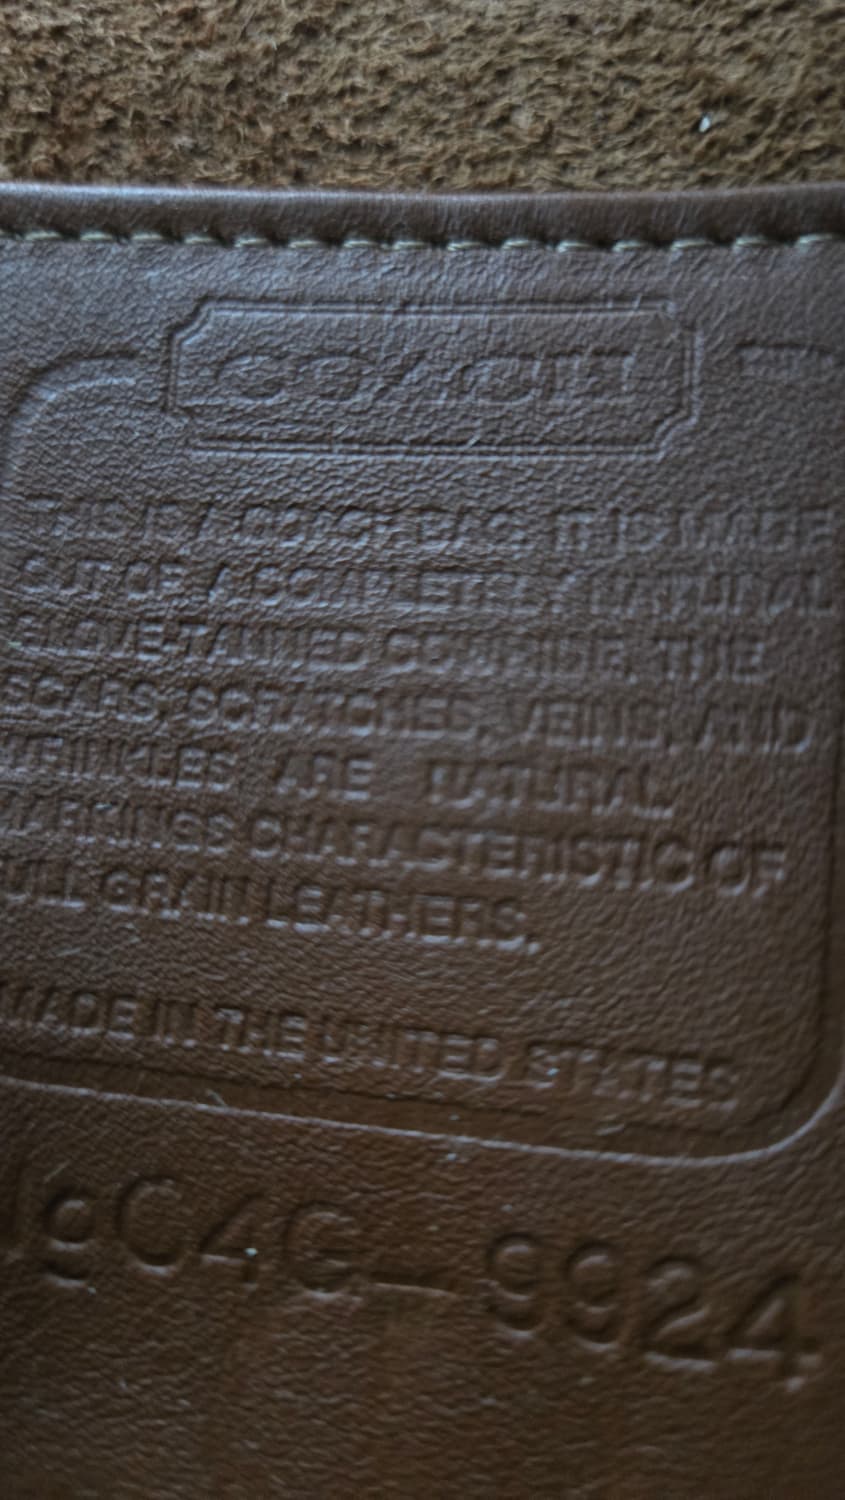 COACH
THIS IS A COACH BAG. IT IS MADE
OUT OF A COMPLETELY NATURAL
GLOVE-TANNED COWHIDE. THE
SCARS, SCRATCHES, VEINS, AND
WRINKLES ARE NATURAL
MARKINGS CHARACTERISTIC OF
FULL GRAIN LEATHERS.
MADE IN THE UNITED STATES
9924